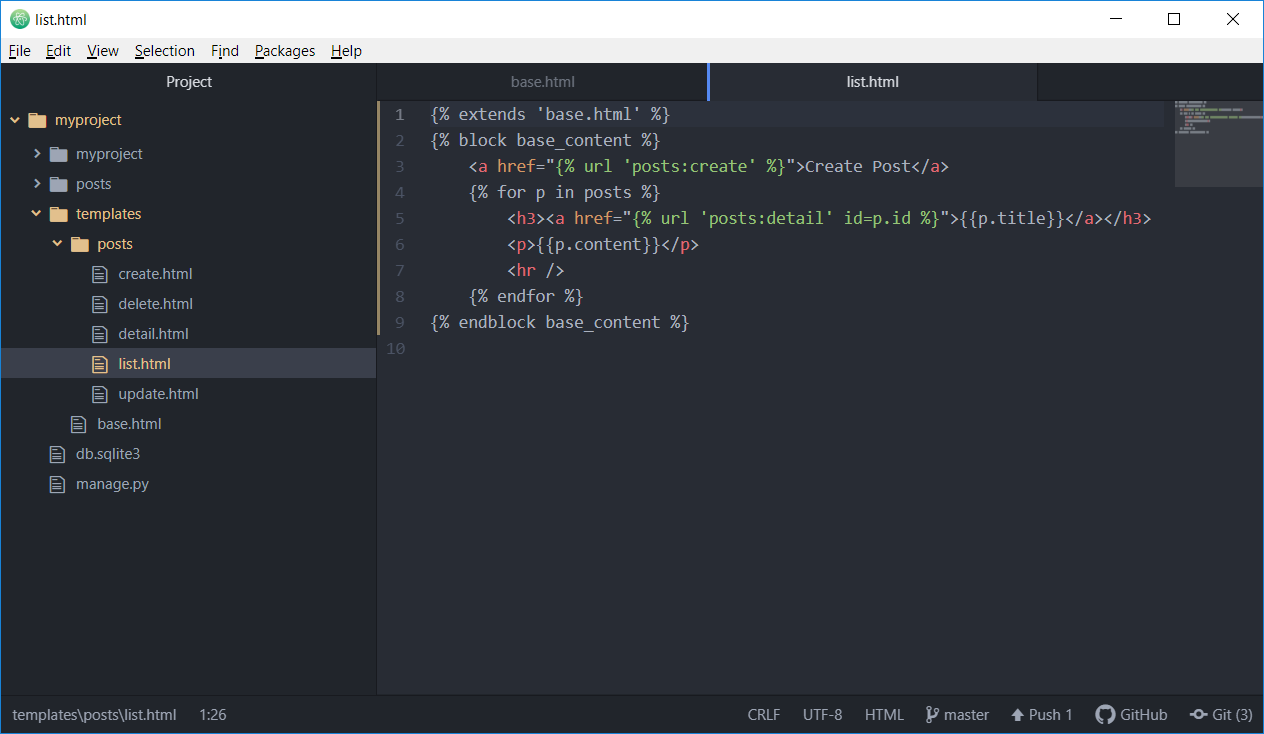 list.html
File Edit View Selection Find Packages Help
Project
myproject
myproject
posts
templates
posts
create.html
delete.html
detail.html
list.html
update.html
base.html
db.sqlite3
manage.py
base.html list.html
1 {% extends 'base.html' %}
2 {% block base_content %}
3     <a href="{% url 'posts:create' %}">Create Post</a>
4     {% for p in posts %}
5         <h3><a href="{% url 'posts:detail' id=p.id %}">{{p.title}}</a></h3>
6         <p>{{p.content}}</p>
7         <hr />
8     {% endfor %}
9 {% endblock base_content %}
10
templates\posts\list.html 1:26 CRLF UTF-8 HTML master Push 1 GitHub Git (3)